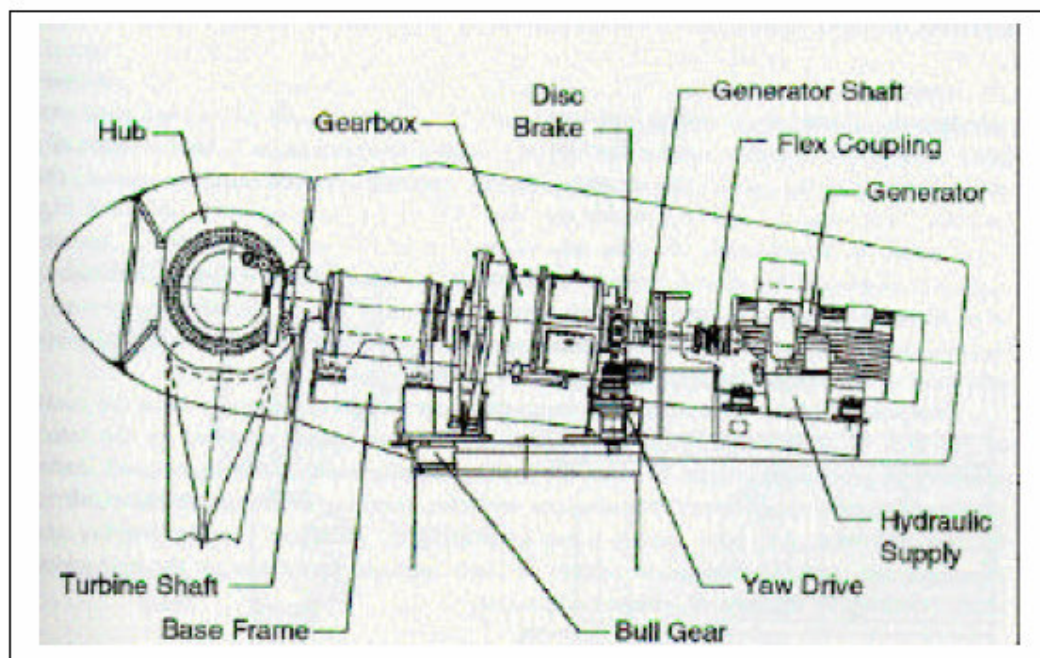 Disc
Brake
Generator Shaft
Gearbox
Hub
Flex Coupling
Generator
Hydraulic
Supply
Turbine Shaft
Yaw Drive
Base Frame
Bull Gear